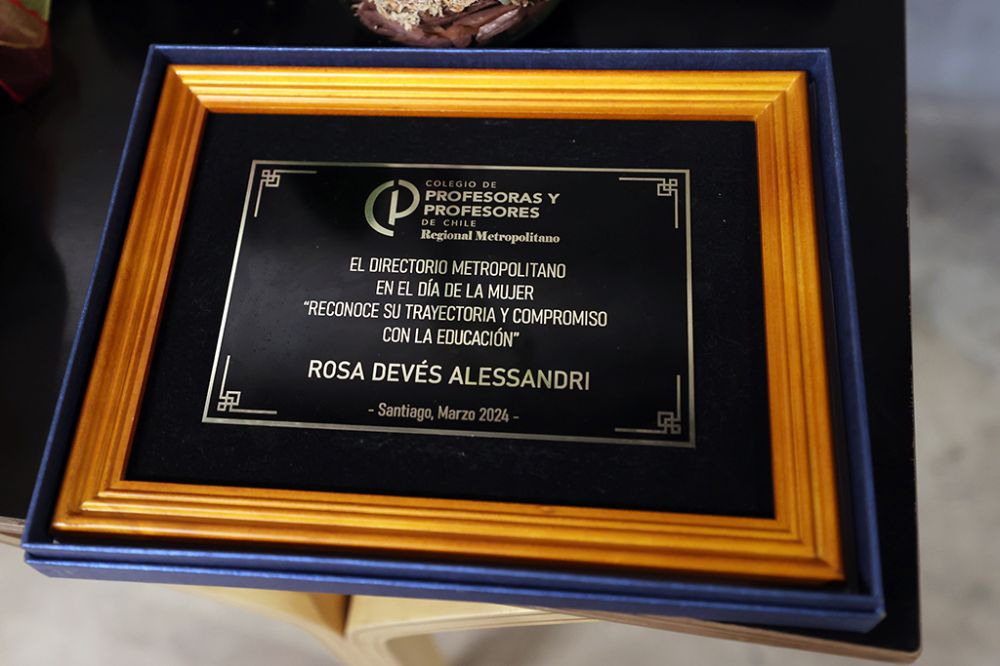 COLEGIO DE
PROFESORAS Y
PROFESORES
DE CHILE
Regional Metropolitano
EL DIRECTORIO METROPOLITANO
EN EL DÍA DE LA MUJER
“RECONOCE SU TRAYECTORIA Y COMPROMISO
CON LA EDUCACIÓN”
ROSA DEVÉS ALESSANDRI
- Santiago, Marzo 2024 -